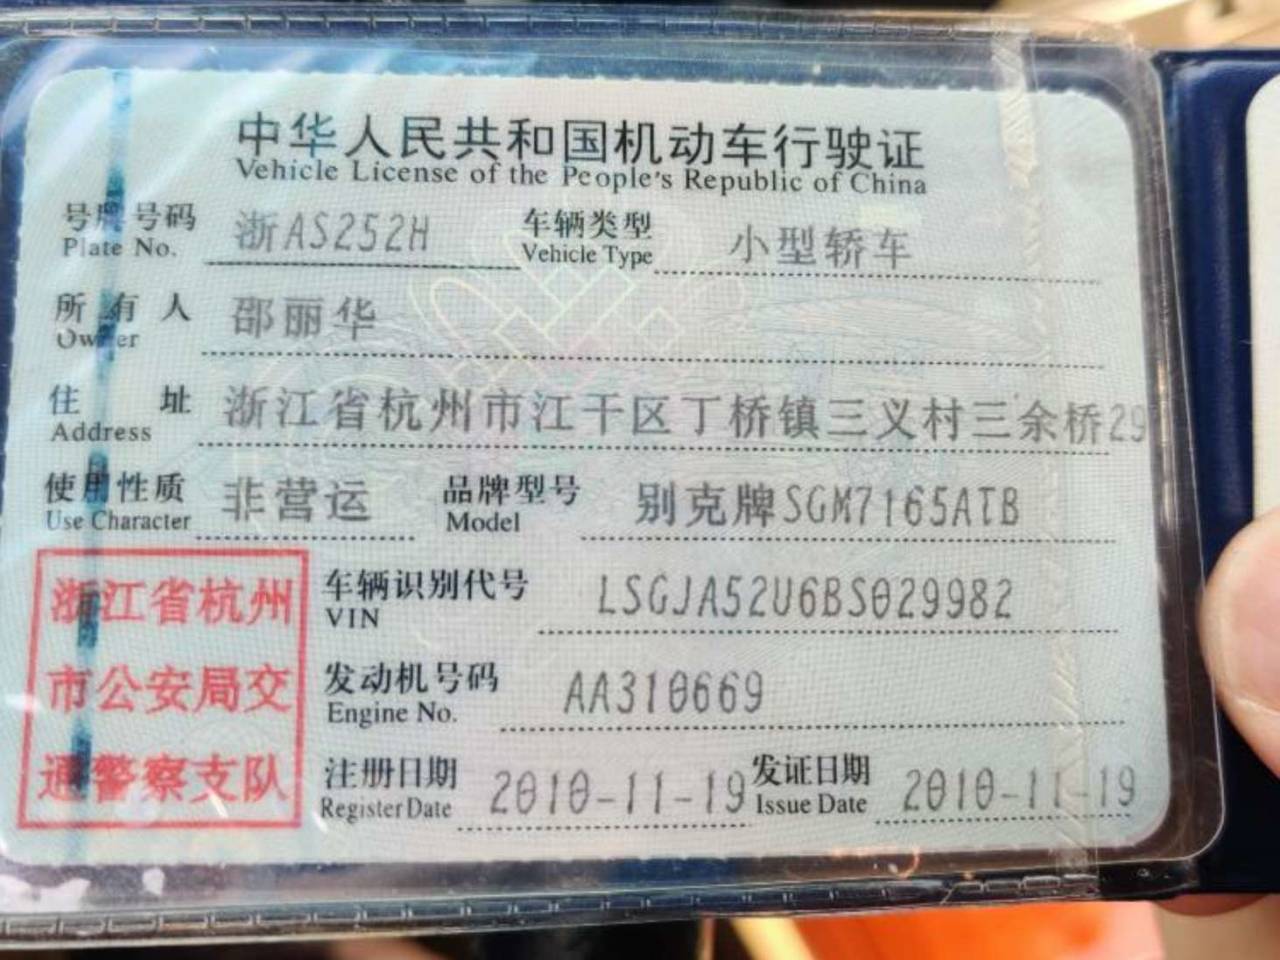 中华人民共和国机动车行驶证
Vehicle License of the People's Republic of China
号牌号码 浙AS252H 车辆类型 小型轿车
Plate No. Vehicle Type
所有人 邵丽华
Owner
住址 浙江省杭州市江干区丁桥镇三义村三余桥29
Address
使用性质 非营运 品牌型号 别克牌SGM7165ATB
Use Character Model
浙江省杭州
市公安局交
通警察支队
车辆识别代号 LSGJA52U6BS029982
VIN
发动机号码 AA310669
Engine No.
注册日期 2010-11-19 发证日期 2010-11-19
Register Date Issue Date